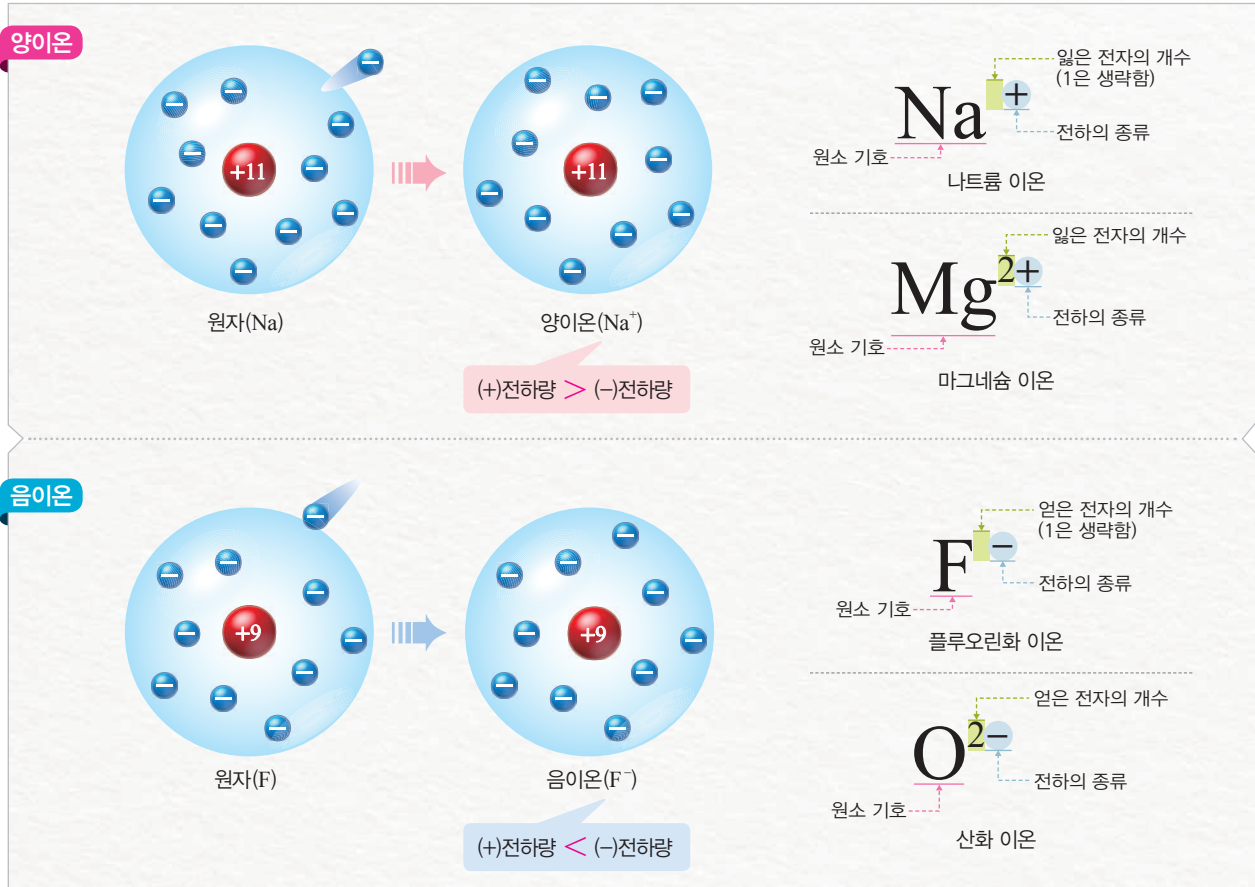 양이온
+11
원자(Na)
+11
양이온(Na⁺)
(+)전하량 > (−)전하량
Na⁺
잃은 전자의 개수
(1은 생략함)
전하의 종류
원소 기호
나트륨 이온
Mg²⁺
잃은 전자의 개수
전하의 종류
원소 기호
마그네슘 이온
음이온
+9
원자(F)
+9
음이온(F⁻)
(+)전하량 < (−)전하량
F⁻
얻은 전자의 개수
(1은 생략함)
전하의 종류
원소 기호
플루오린화 이온
O²⁻
얻은 전자의 개수
전하의 종류
원소 기호
산화 이온